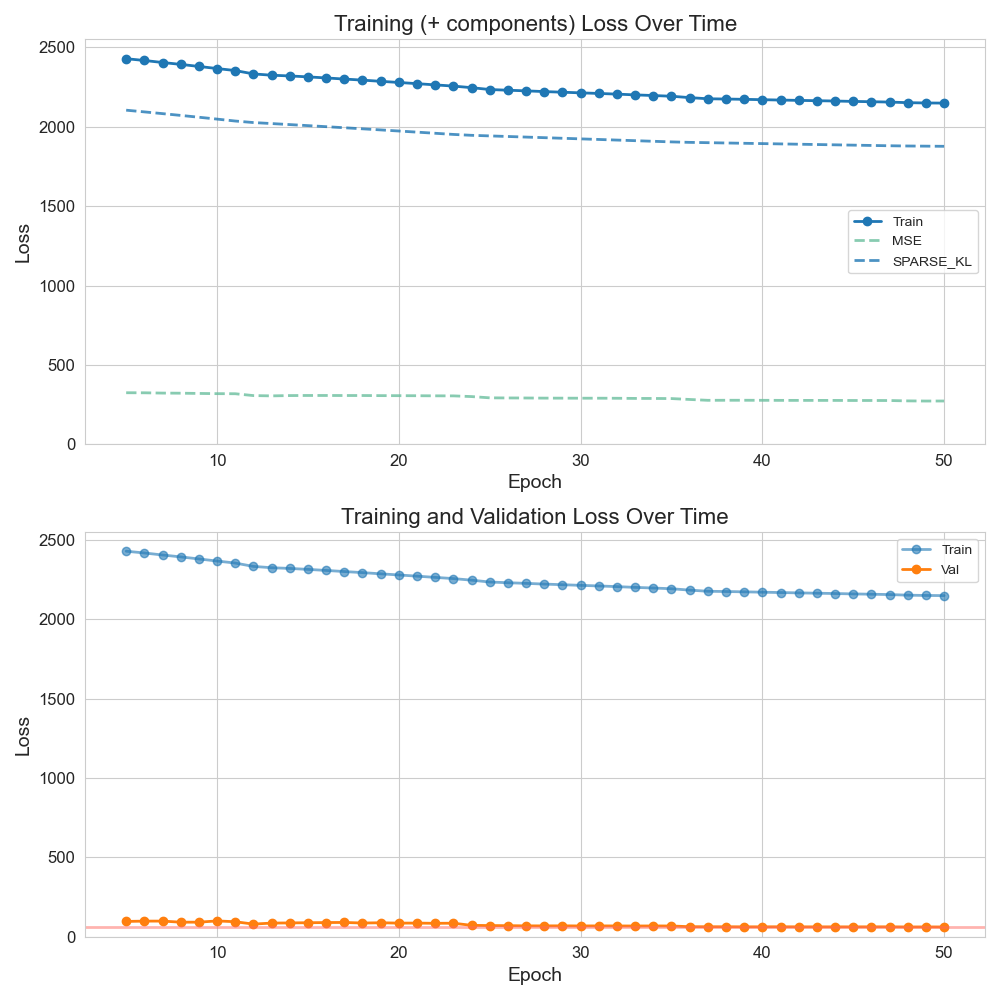 Training (+ components) Loss Over Time
Loss
2500
2000
1500
1000
500
0
Train
MSE
SPARSE_KL
10 20 30 40 50
Epoch
Training and Validation Loss Over Time
Loss
2500
2000
1500
1000
500
0
Train
Val
10 20 30 40 50
Epoch